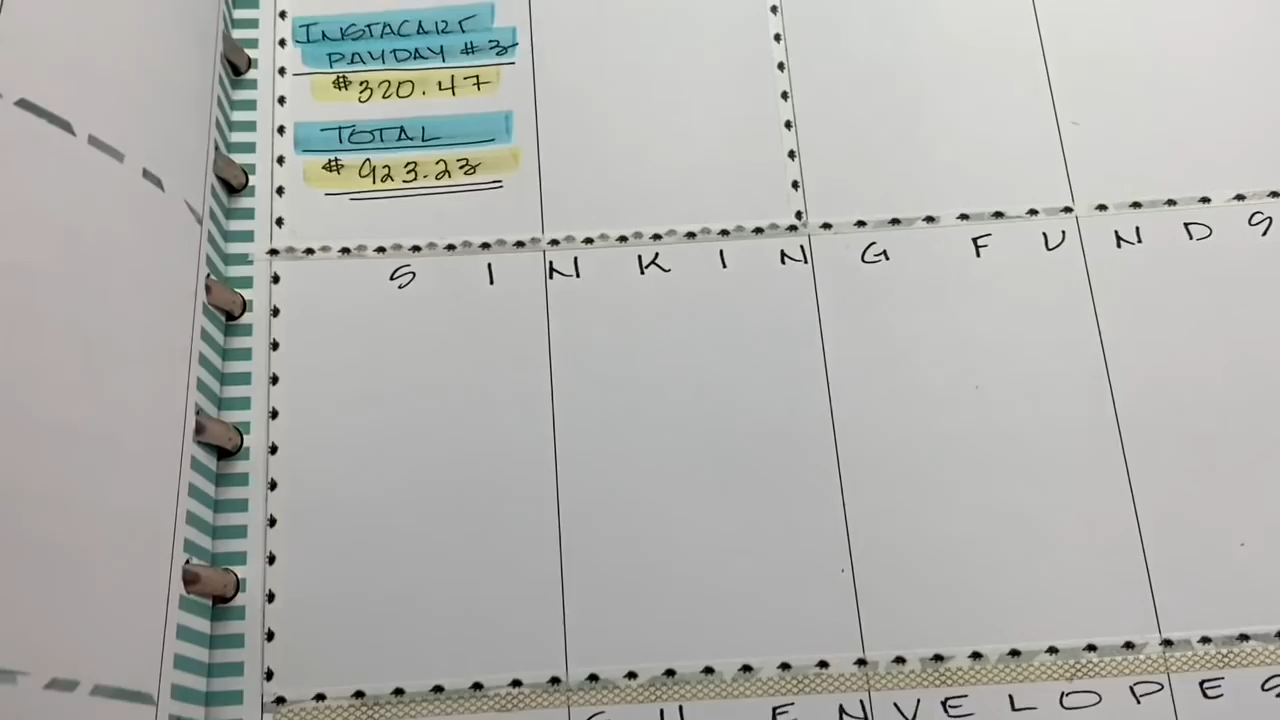 INSTACART
PAYDAY #3
$320.47
TOTAL
$923.23
SINKING FUNDS
ENVELOPES